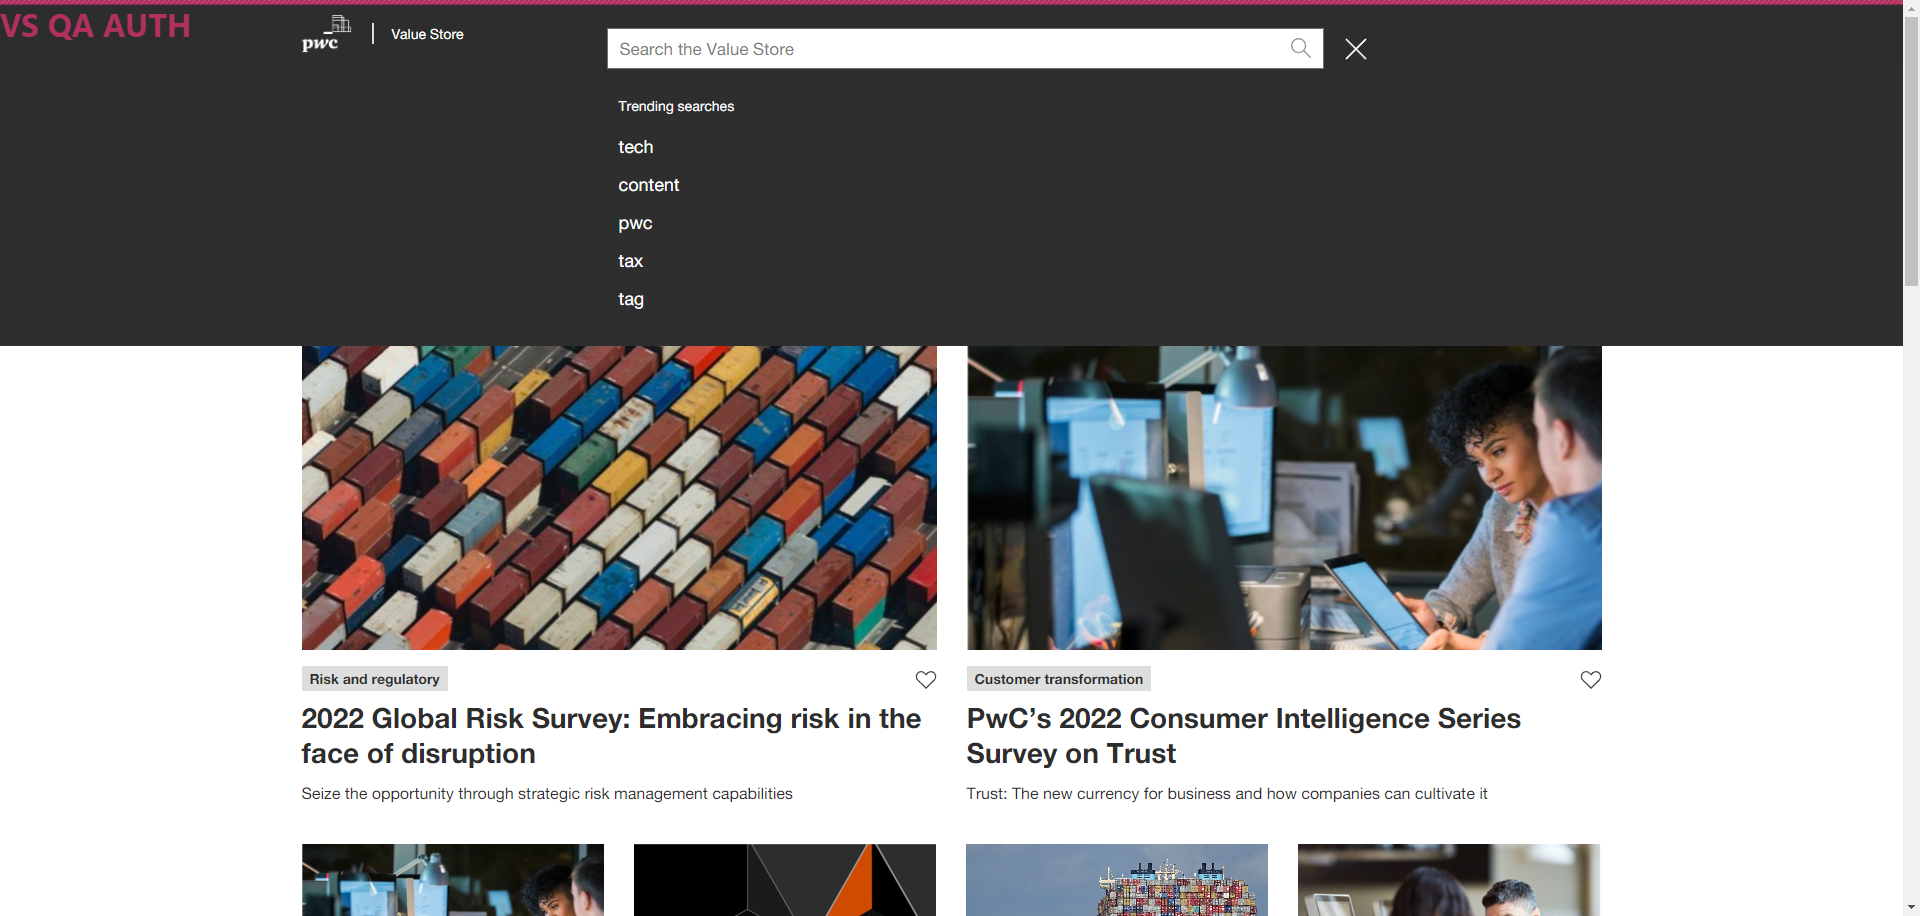 VS QA AUTH
pwc
Value Store
Search the Value Store
Trending searches
tech
content
pwc
tax
tag
Risk and regulatory
2022 Global Risk Survey: Embracing risk in the
face of disruption
Seize the opportunity through strategic risk management capabilities
Customer transformation
PwC’s 2022 Consumer Intelligence Series
Survey on Trust
Trust: The new currency for business and how companies can cultivate it